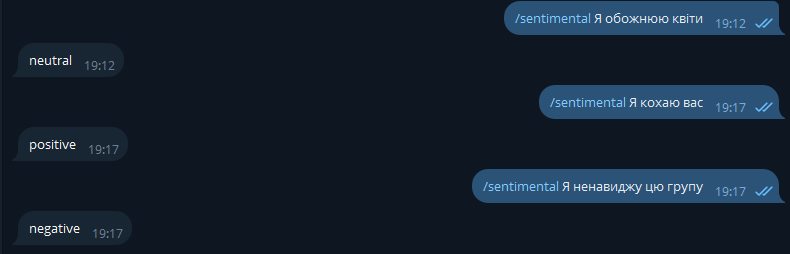 /sentimental Я обожнюю квіти 19:12
neutral 19:12
/sentimental Я кохаю вас 19:17
positive 19:17
/sentimental Я ненавиджу цю групу 19:17
negative 19:17